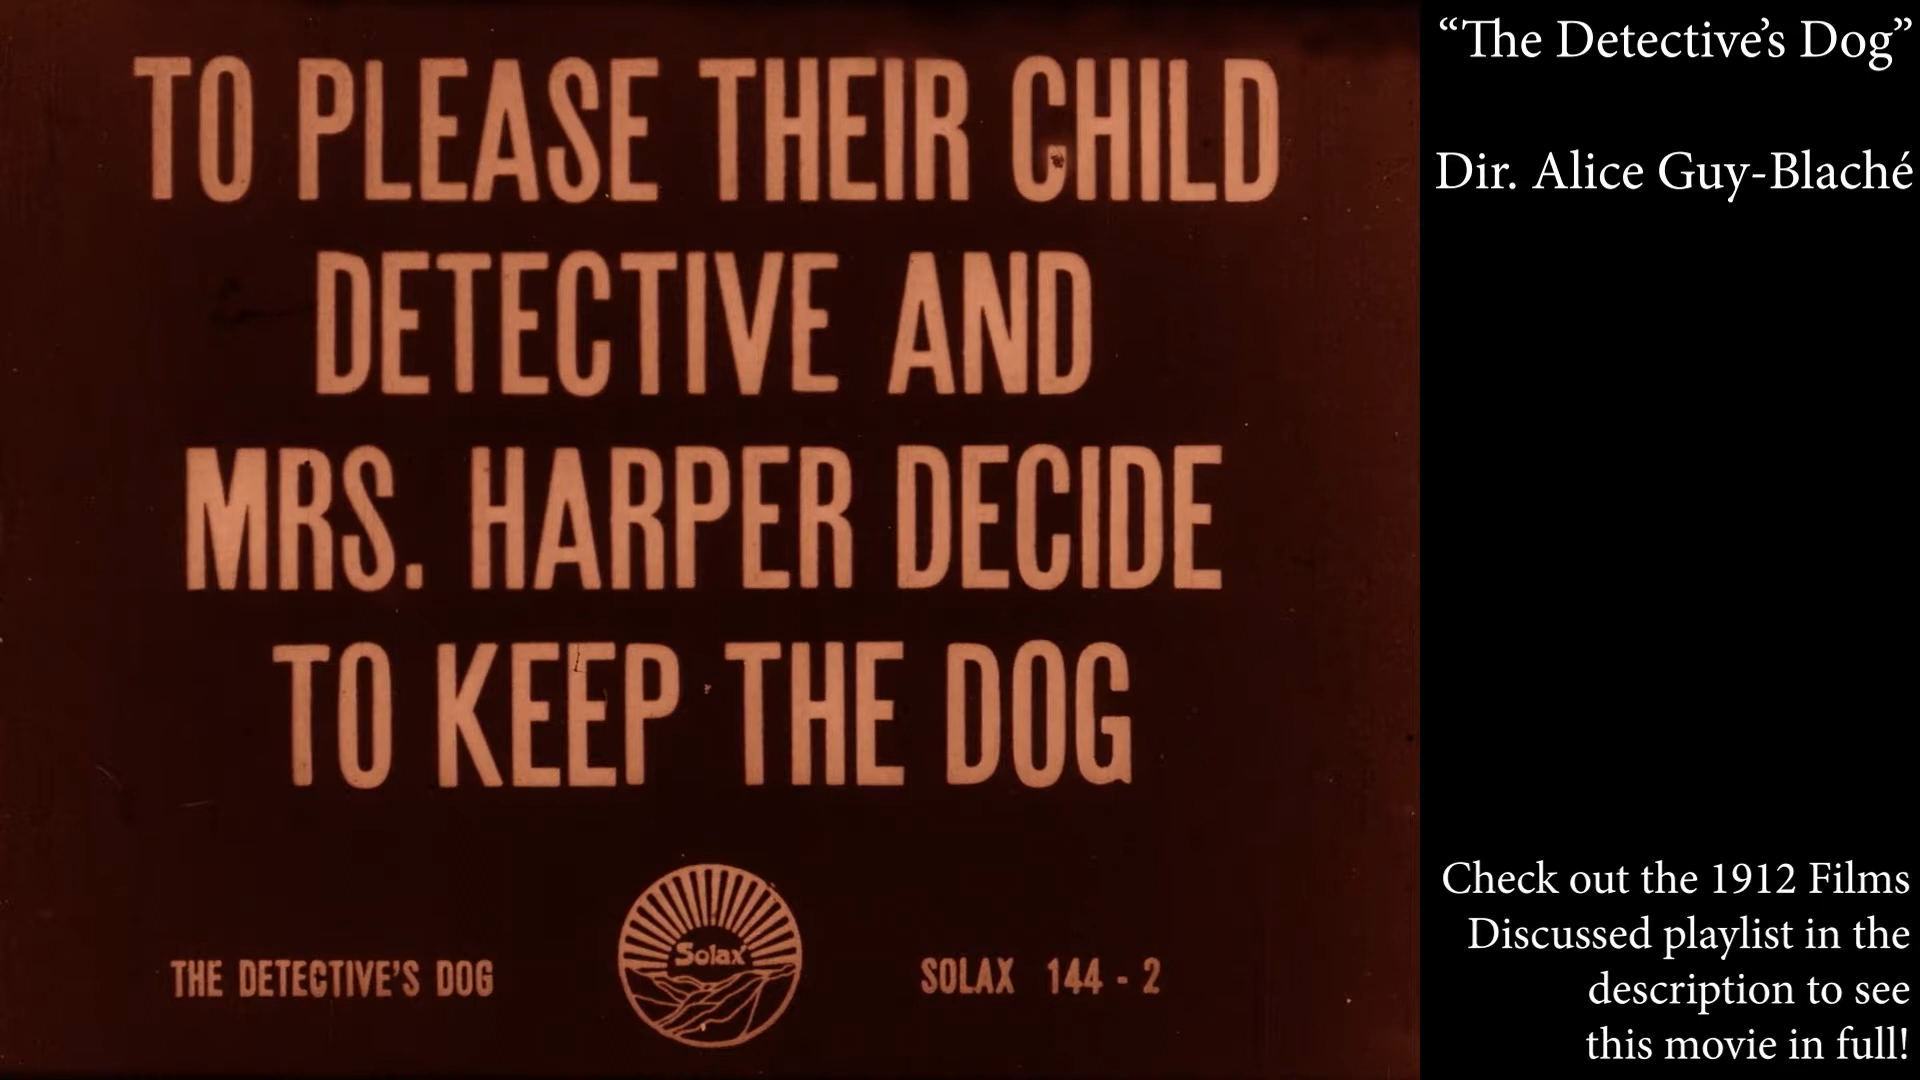 TO PLEASE THEIR CHILD
DETECTIVE AND
MRS. HARPER DECIDE
TO KEEP THE DOG
THE DETECTIVE'S DOG
Solax
SOLAX 144 - 2
“The Detective’s Dog”
Dir. Alice Guy-Blaché
Check out the 1912 Films
Discussed playlist in the
description to see
this movie in full!